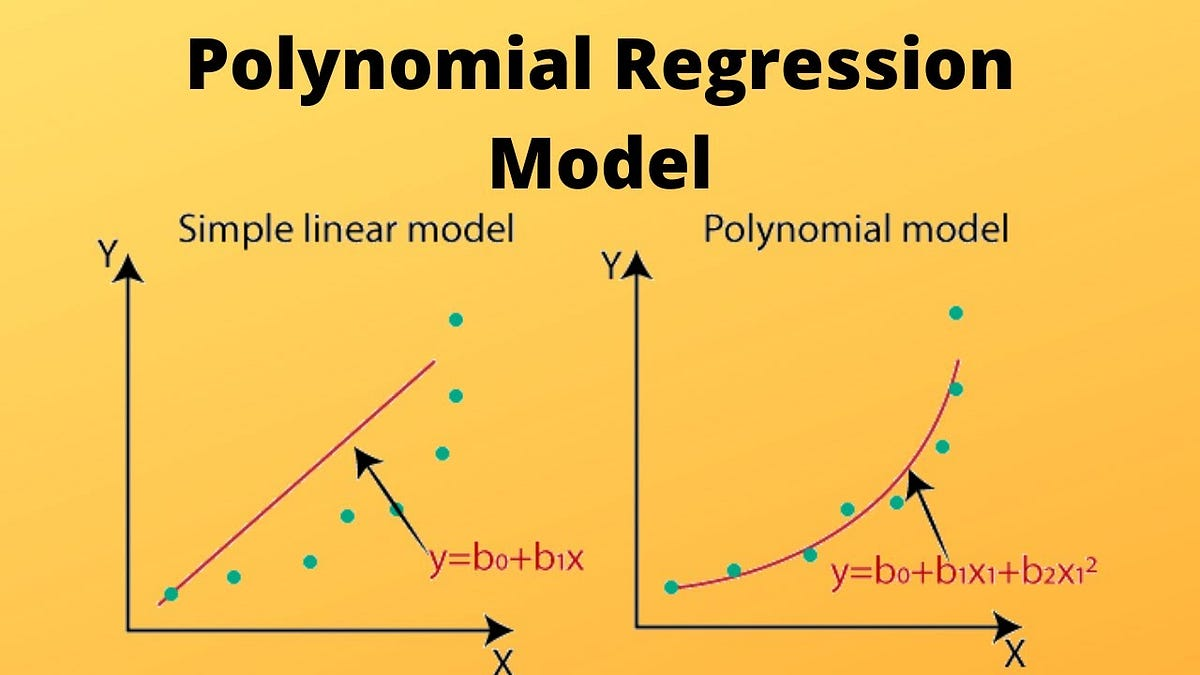 Polynomial Regression
Model
Simple linear model
Polynomial model
Y
Y
y=b₀+b₁x
y=b₀+b₁x₁+b₂x₁²
X
X